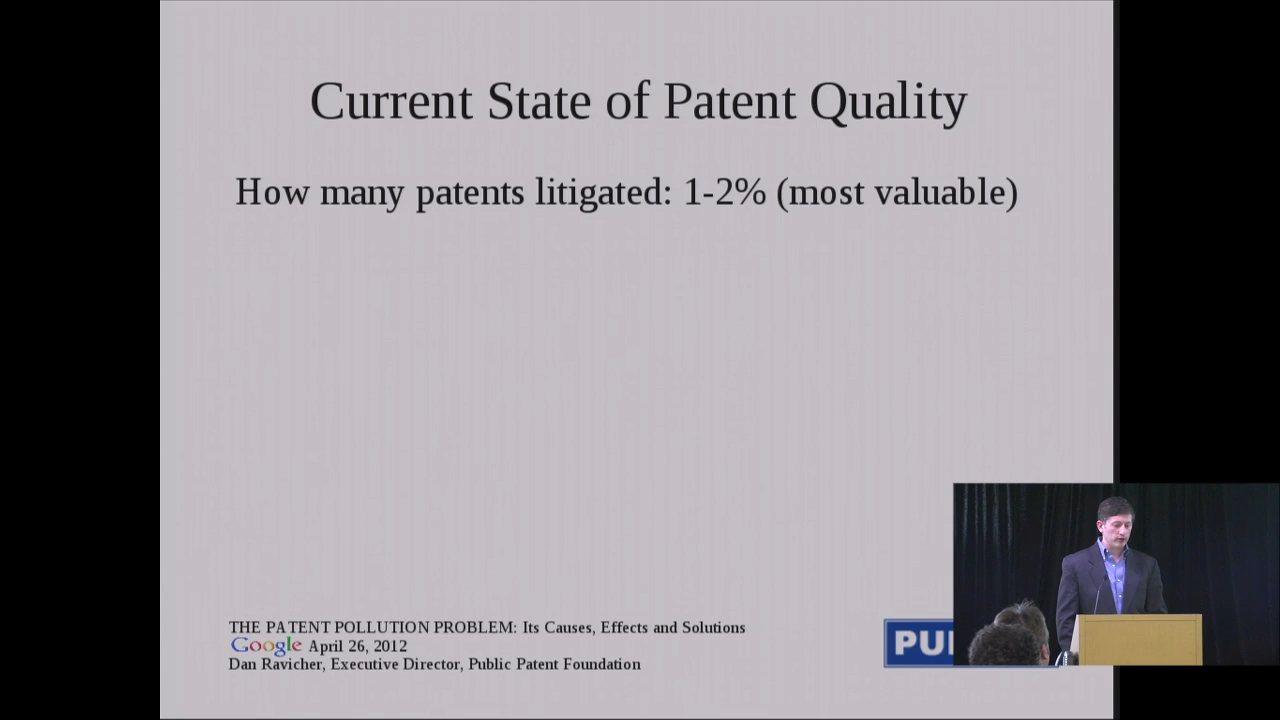 Current State of Patent Quality
How many patents litigated: 1-2% (most valuable)
THE PATENT POLLUTION PROBLEM: Its Causes, Effects and Solutions
Google April 26, 2012
Dan Ravicher, Executive Director, Public Patent Foundation